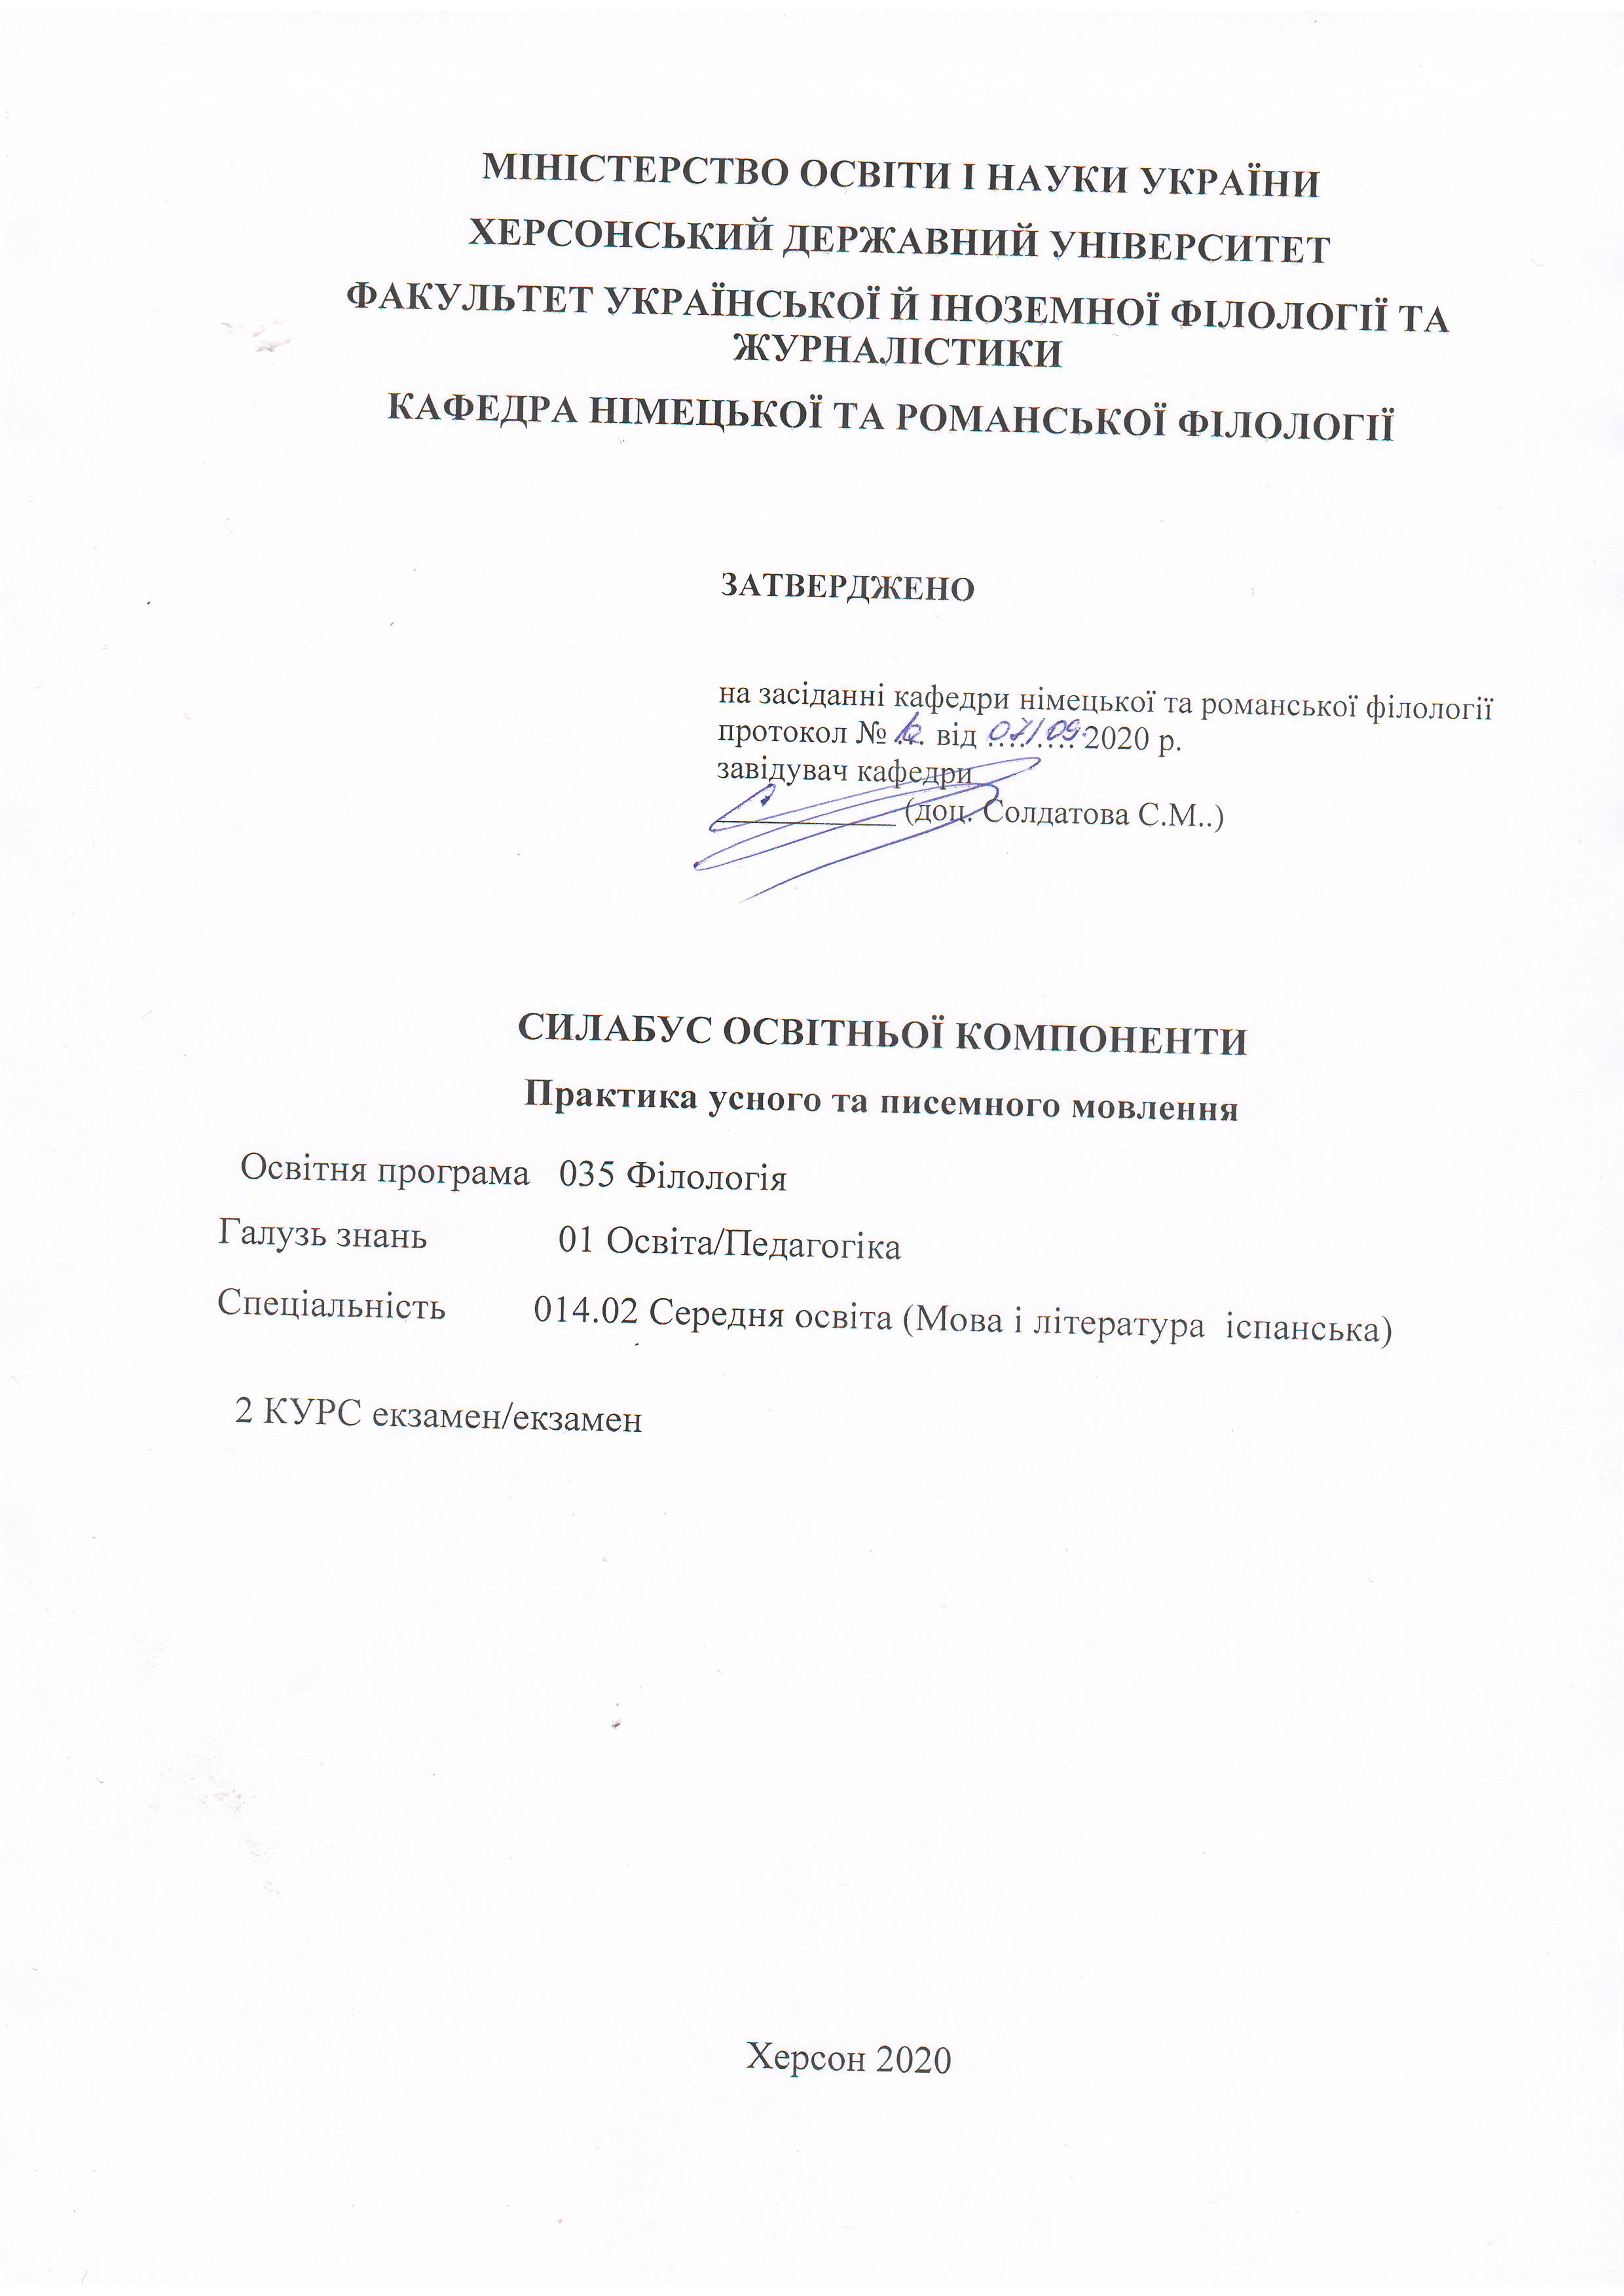 МІНІСТЕРСТВО ОСВІТИ І НАУКИ УКРАЇНИ
ХЕРСОНСЬКИЙ ДЕРЖАВНИЙ УНІВЕРСИТЕТ
ФАКУЛЬТЕТ УКРАЇНСЬКОЇ Й ІНОЗЕМНОЇ ФІЛОЛОГІЇ ТА
ЖУРНАЛІСТИКИ
КАФЕДРА НІМЕЦЬКОЇ ТА РОМАНСЬКОЇ ФІЛОЛОГІЇ
ЗАТВЕРДЖЕНО
на засіданні кафедри німецької та романської філології
протокол № від 07/09 2020 р.
завідувач кафедри
(доц. Солдатова С.М..)
СИЛАБУС ОСВІТНЬОЇ КОМПОНЕНТИ
Практика усного та писемного мовлення
Освітня програма 035 Філологія
Галузь знань 01 Освіта/Педагогіка
Спеціальність 014.02 Середня освіта (Мова і література іспанська)
2 КУРС екзамен/екзамен
Херсон 2020